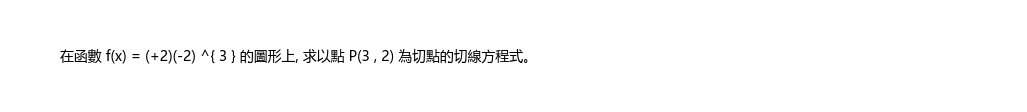 在函數 f(x) = (+2)(-2) ^{ 3 } 的圖形上, 求以點 P(3 , 2) 為切點的切線方程式。